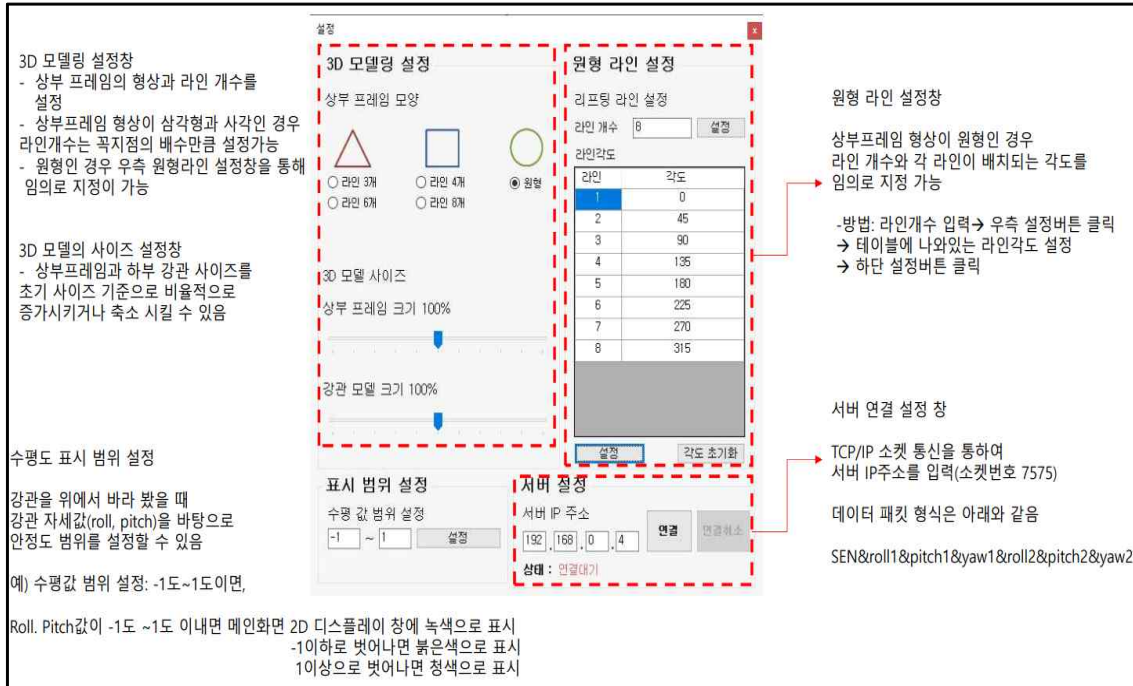 3D 모델링 설정창
- 상부 프레임의 형상과 라인 개수를
설정
- 상부프레임 형상이 삼각형과 사각인 경우
라인개수는 꼭지점의 배수만큼 설정가능
- 원형인 경우 우측 원형라인 설정창을 통해
임의로 지정이 가능
3D 모델의 사이즈 설정창
- 상부프레임과 하부 강관 사이즈를
초기 사이즈 기준으로 비율적으로
증가시키거나 축소 시킬 수 있음
수평도 표시 범위 설정
강관을 위에서 바라 봤을 때
강관 자세값(roll, pitch)을 바탕으로
안정도 범위를 설정할 수 있음
예) 수평값 범위 설정: -1도~1도이면,
Roll. Pitch값이 -1도 ~1도 이내면 메인화면 2D 디스플레이 창에 녹색으로 표시
-1이하로 벗어나면 붉은색으로 표시
1이상으로 벗어나면 청색으로 표시
설정
x
3D 모델링 설정
상부 프레임 모양
라인 3개 라인 4개 원형
라인 6개 라인 8개
3D 모델 사이즈
상부 프레임 크기 100%
강관 모델 크기 100%
원형 라인 설정
리프팅 라인 설정
라인 개수 8 설정
라인각도
라인 각도
1 0
2 45
3 90
4 135
5 180
6 225
7 270
8 315
설정 각도 초기화
표시 범위 설정
수평 값 범위 설정
-1 ~ 1 설정
서버 설정
서버 IP 주소
192 . 168 . 0 . 4 연결 연결취소
상태 : 연결대기
원형 라인 설정창
상부프레임 형상이 원형인 경우
라인 개수와 각 라인이 배치되는 각도를
임의로 지정 가능
-방법: 라인개수 입력→ 우측 설정버튼 클릭
→ 테이블에 나와있는 라인각도 설정
→ 하단 설정버튼 클릭
서버 연결 설정 창
TCP/IP 소켓 통신을 통하여
서버 IP주소를 입력(소켓번호 7575)
데이터 패킷 형식은 아래와 같음
SEN&roll1&pitch1&yaw1&roll2&pitch2&yaw2